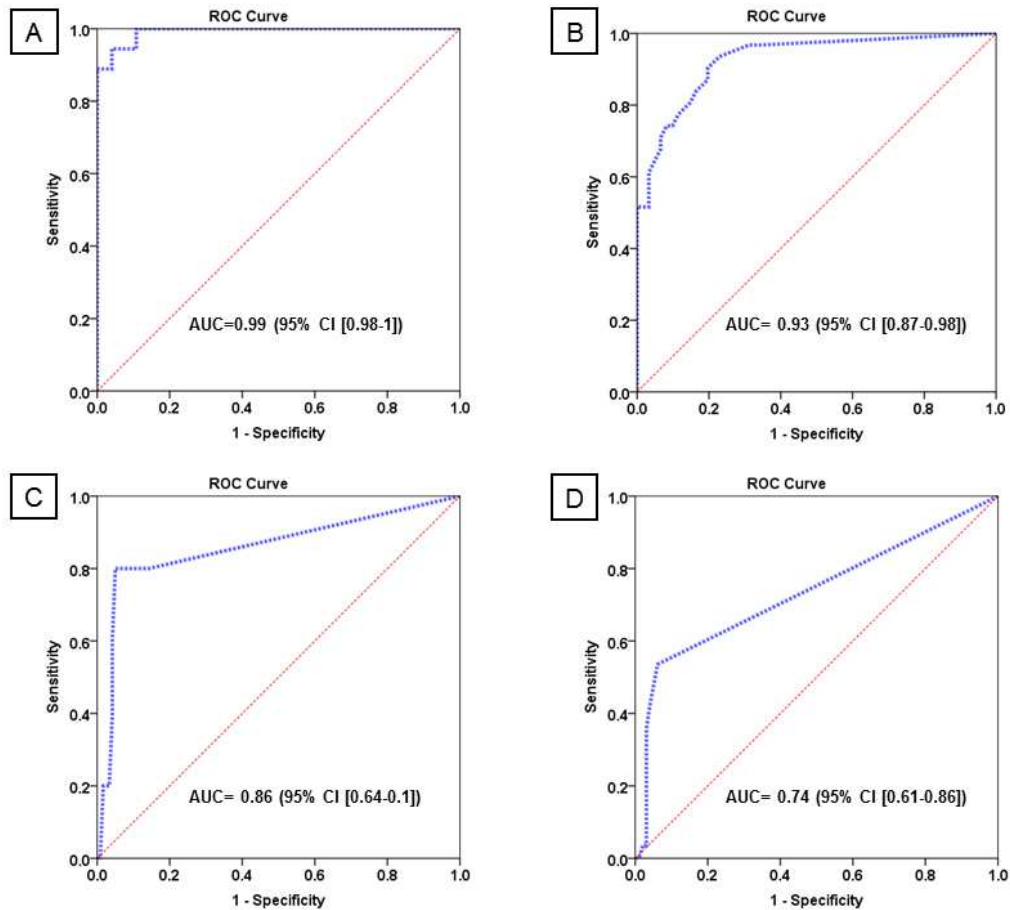 A
ROC Curve
1.0
0.8
0.6
0.4
0.2
0.0
Sensitivity
AUC=0.99 (95% CI [0.98-1])
0.0 0.2 0.4 0.6 0.8 1.0
1 - Specificity
B
ROC Curve
1.0
0.8
0.6
0.4
0.2
0.0
Sensitivity
AUC= 0.93 (95% CI [0.87-0.98])
0.0 0.2 0.4 0.6 0.8 1.0
1 - Specificity
C
ROC Curve
1.0
0.8
0.6
0.4
0.2
0.0
Sensitivity
AUC= 0.86 (95% CI [0.64-0.1])
0.0 0.2 0.4 0.6 0.8 1.0
1 - Specificity
D
ROC Curve
1.0
0.8
0.6
0.4
0.2
0.0
Sensitivity
AUC= 0.74 (95% CI [0.61-0.86])
0.0 0.2 0.4 0.6 0.8 1.0
1 - Specificity